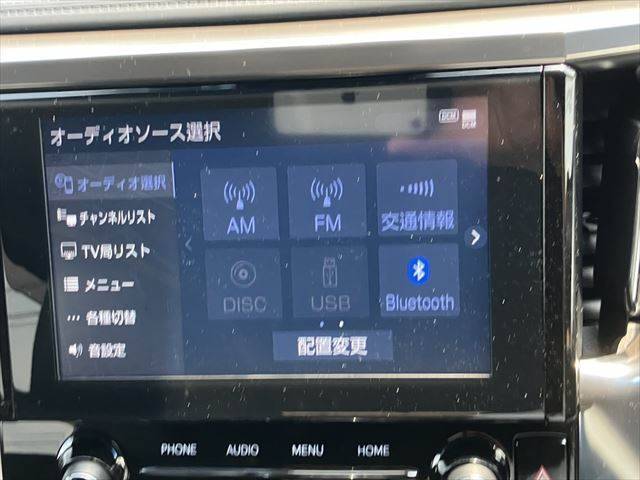 オーディオソース選択
DCM
オーディオ選択
チャンネルリスト
TV局リスト
メニュー
各種切替
音設定
AM
FM
交通情報
DISC
USB
Bluetooth
配置変更
PHONE
AUDIO
MENU
HOME